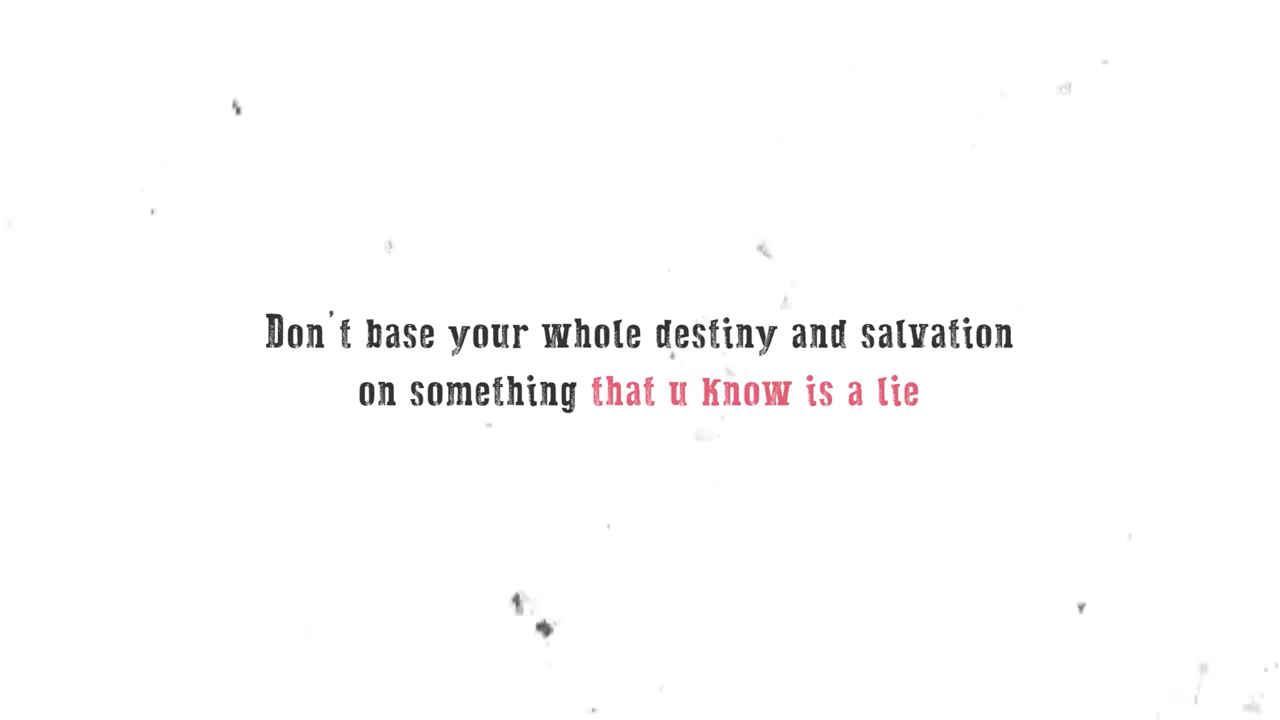 Don't base your whole destiny and salvation
on something that u know is a lie